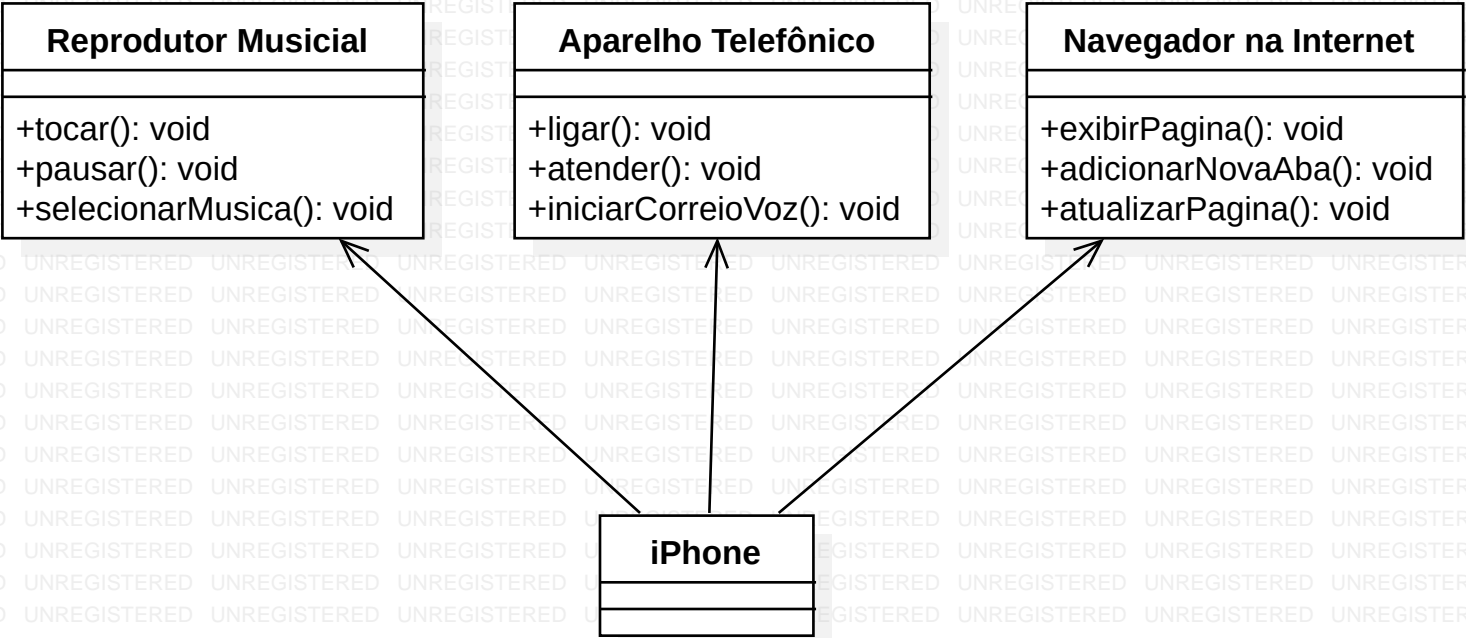 Reprodutor Musicial
+tocar(): void
+pausar(): void
+selecionarMusica(): void
Aparelho Telefônico
+ligar(): void
+atender(): void
+iniciarCorreioVoz(): void
Navegador na Internet
+exibirPagina(): void
+adicionarNovaAba(): void
+atualizarPagina(): void
iPhone
UNREGISTERED